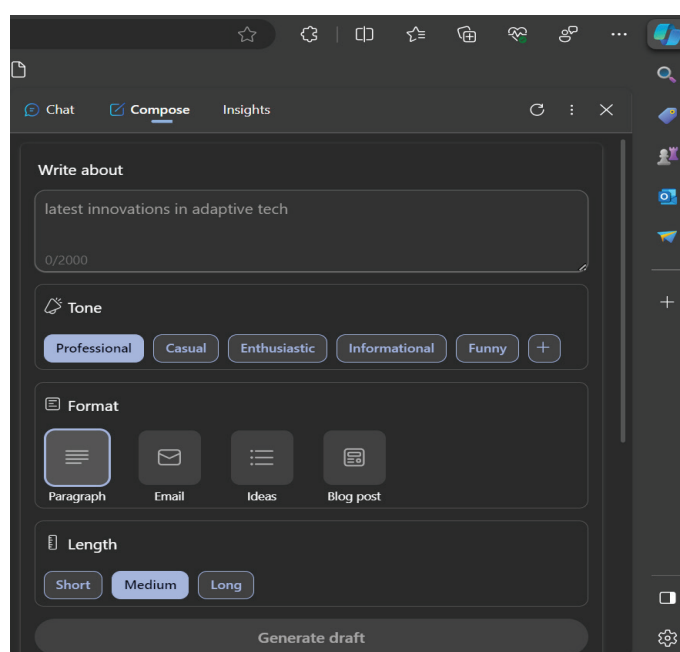 Chat Compose Insights
Write about
latest innovations in adaptive tech
0/2000
Tone
Professional Casual Enthusiastic Informational Funny +
Format
Paragraph Email Ideas Blog post
Length
Short Medium Long
Generate draft